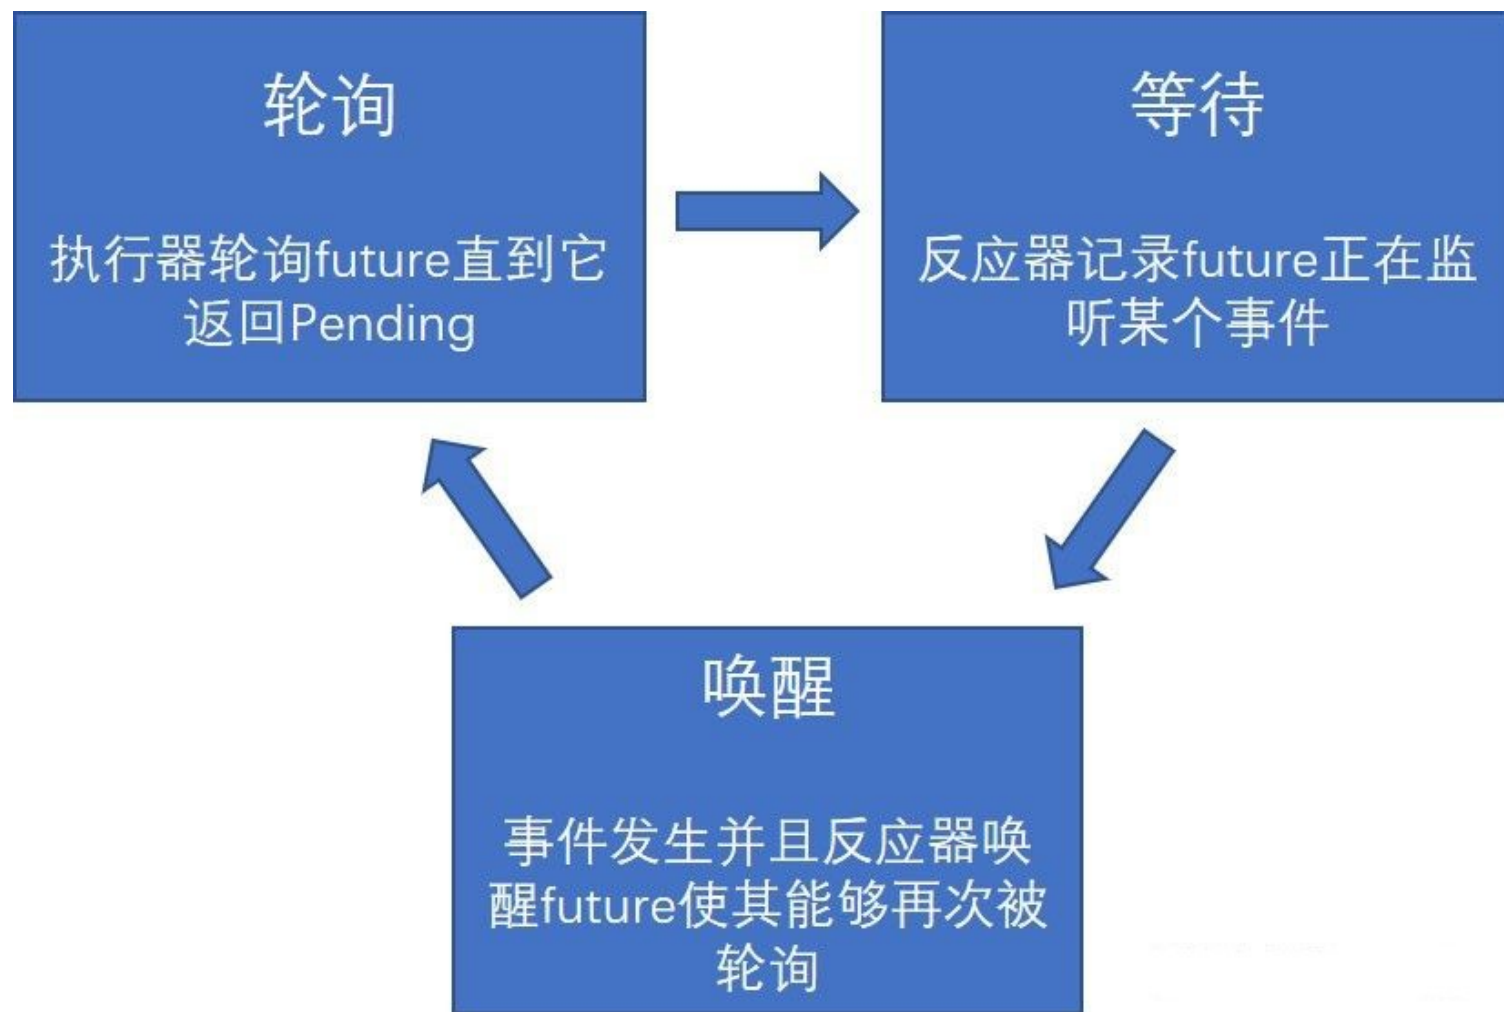 轮询
执行器轮询future直到它
返回Pending
等待
反应器记录future正在监
听某个事件
唤醒
事件发生并且反应器唤
醒future使其能够再次被
轮询